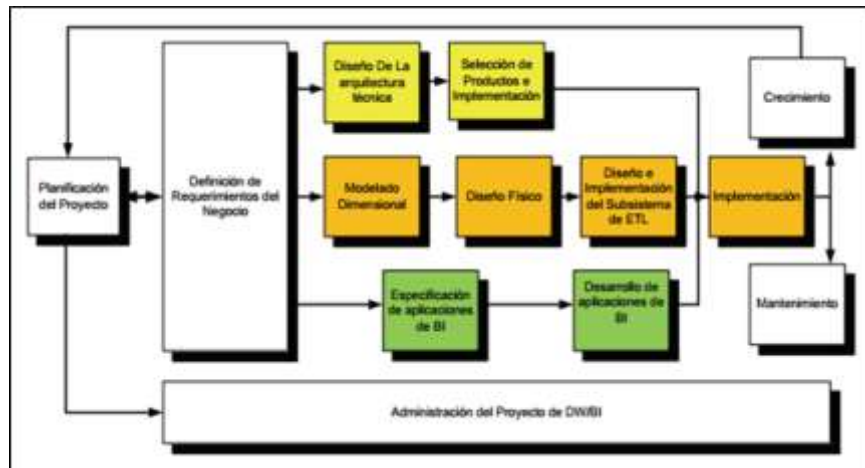 Planificación
del Proyecto
Definición de
Requerimientos del
Negocio
Diseño De La
arquitectura
técnica
Selección de
Productos e
Implementación
Modelado
Dimensional
Diseño Físico
Diseño e
Implementación
del Subsistema
de ETL
Implementación
Especificación
de aplicaciones
de BI
Desarrollo de
aplicaciones de
BI
Crecimiento
Mantenimiento
Administración del Proyecto de DW/BI